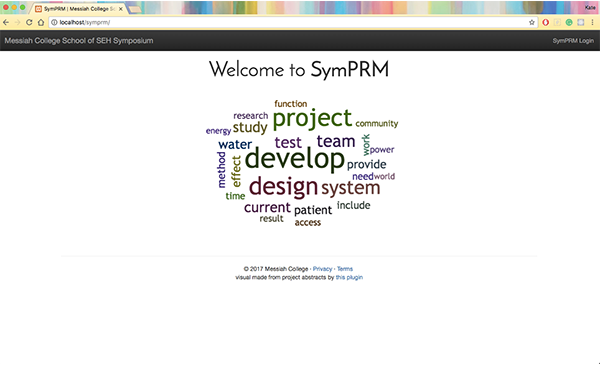 SymPRM | Messiah College Sc
Kate
localhost/symprm/
Messiah College School of SEH Symposium
SymPRM Login
Welcome to SymPRM
function
research project community
energy study
water test team work power
method effect develop provide
need world
design system
time
current patient include
result access
© 2017 Messiah College · Privacy · Terms
visual made from project abstracts by this plugin